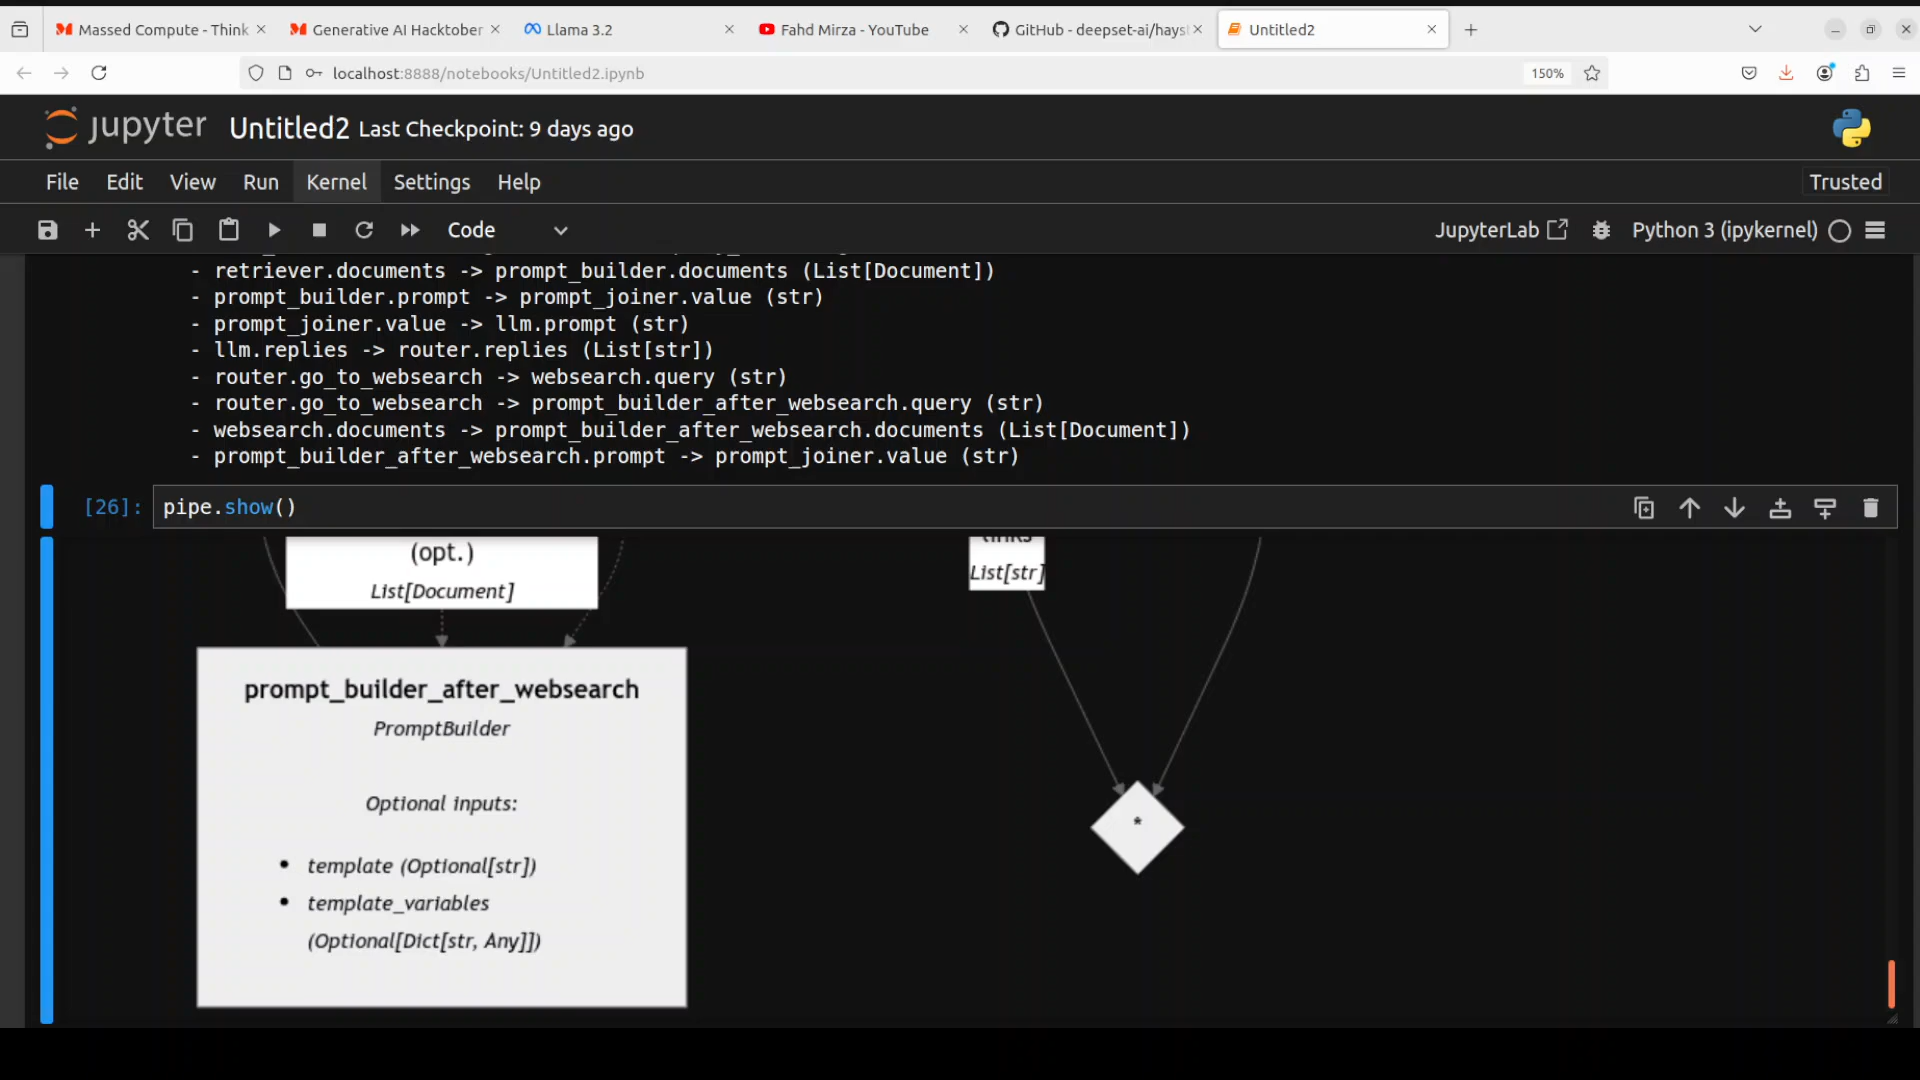 Massed Compute - Think
Generative AI Hacktober
Llama 3.2
Fahd Mirza - YouTube
GitHub - deepset-ai/hays
Untitled2
localhost:8888/notebooks/Untitled2.ipynb
150%
jupyter Untitled2 Last Checkpoint: 9 days ago
File Edit View Run Kernel Settings Help
Trusted
Code
JupyterLab
Python 3 (ipykernel)
- retriever.documents -> prompt_builder.documents (List[Document])
- prompt_builder.prompt -> prompt_joiner.value (str)
- prompt_joiner.value -> llm.prompt (str)
- llm.replies -> router.replies (List[str])
- router.go_to_websearch -> websearch.query (str)
- router.go_to_websearch -> prompt_builder_after_websearch.query (str)
- websearch.documents -> prompt_builder_after_websearch.documents (List[Document])
- prompt_builder_after_websearch.prompt -> prompt_joiner.value (str)
[26]: pipe.show()
(opt.)
List[Document]
links
List[str]
prompt_builder_after_websearch
PromptBuilder
Optional inputs:
• template (Optional[str])
• template_variables
(Optional[Dict[str, Any]])
*